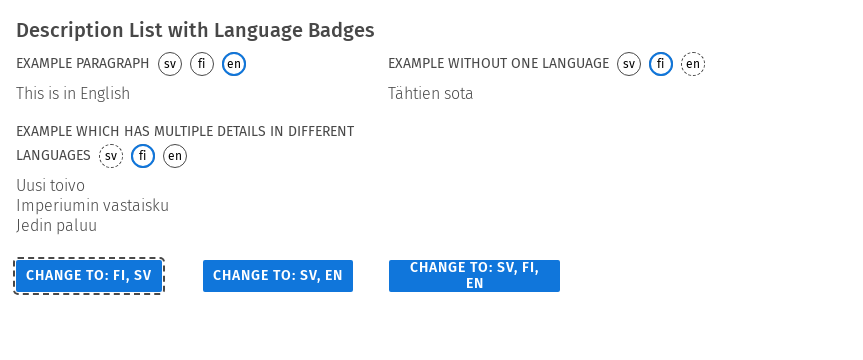 Description List with Language Badges
EXAMPLE PARAGRAPH sv fi en
This is in English
EXAMPLE WITHOUT ONE LANGUAGE sv fi en
Tähtien sota
EXAMPLE WHICH HAS MULTIPLE DETAILS IN DIFFERENT
LANGUAGES sv fi en
Uusi toivo
Imperiumin vastaisku
Jedin paluu
CHANGE TO: FI, SV
CHANGE TO: SV, EN
CHANGE TO: SV, FI,
EN